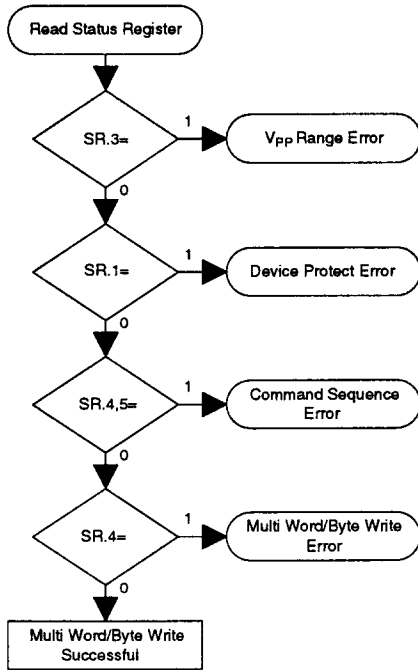 Read Status Register
SR.3=
1
V_PP Range Error
0
SR.1=
1
Device Protect Error
0
SR.4,5=
1
Command Sequence
Error
0
SR.4=
1
Multi Word/Byte Write
Error
0
Multi Word/Byte Write
Successful